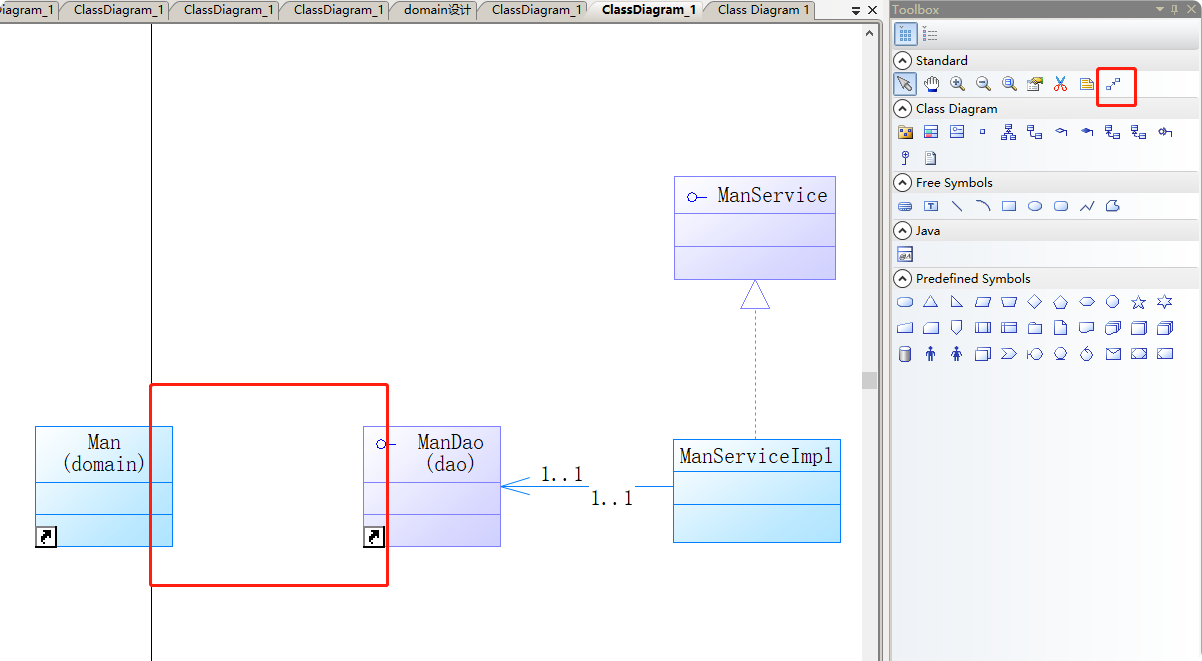 iagram_1
ClassDiagram_1
ClassDiagram_1
ClassDiagram_1
domain设计
ClassDiagram_1
ClassDiagram_1
Class Diagram 1
Toolbox
Standard
Class Diagram
Free Symbols
Java
Predefined Symbols
ManService
Man
(domain)
ManDao
(dao)
1..1
1..1
ManServiceImpl